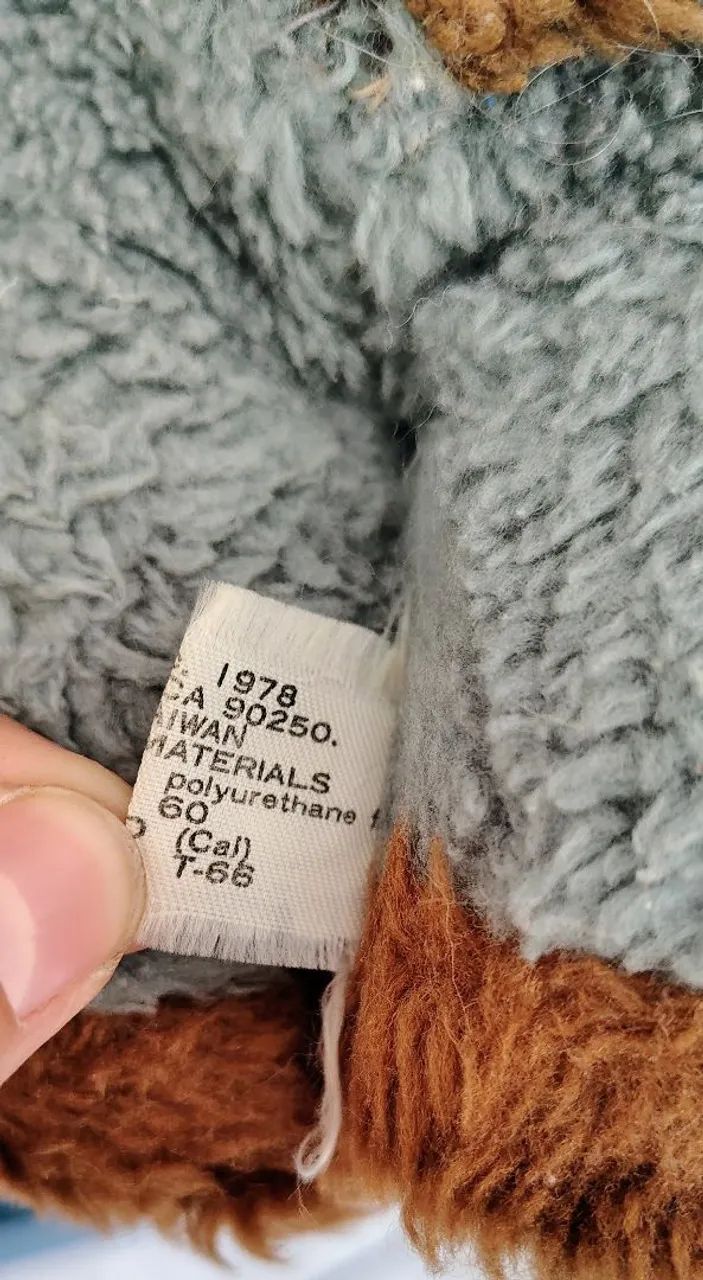 1978
CA 90250.
AIWAN
MATERIALS
polyurethane f
60
(Cal)
T-66